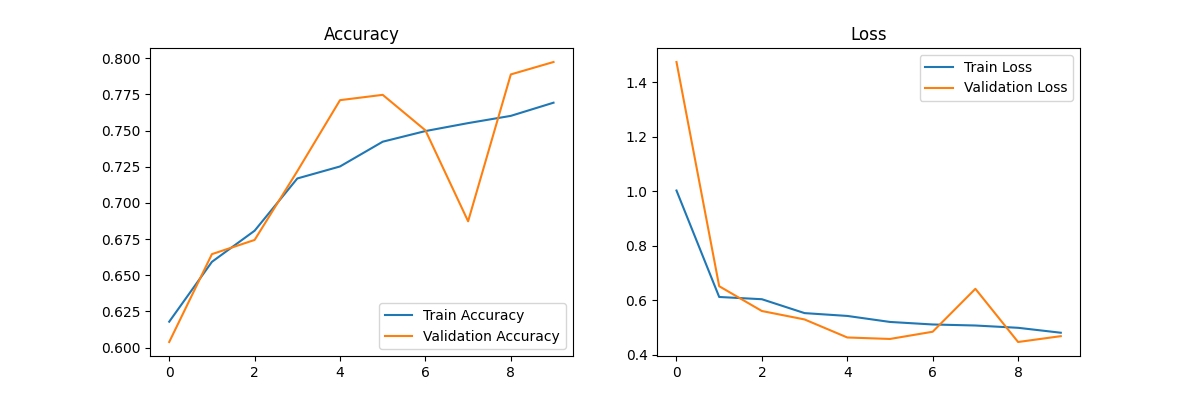 Accuracy
0.800
0.775
0.750
0.725
0.700
0.675
0.650
0.625
0.600
0 2 4 6 8
Train Accuracy
Validation Accuracy
Loss
1.4
1.2
1.0
0.8
0.6
0.4
0 2 4 6 8
Train Loss
Validation Loss